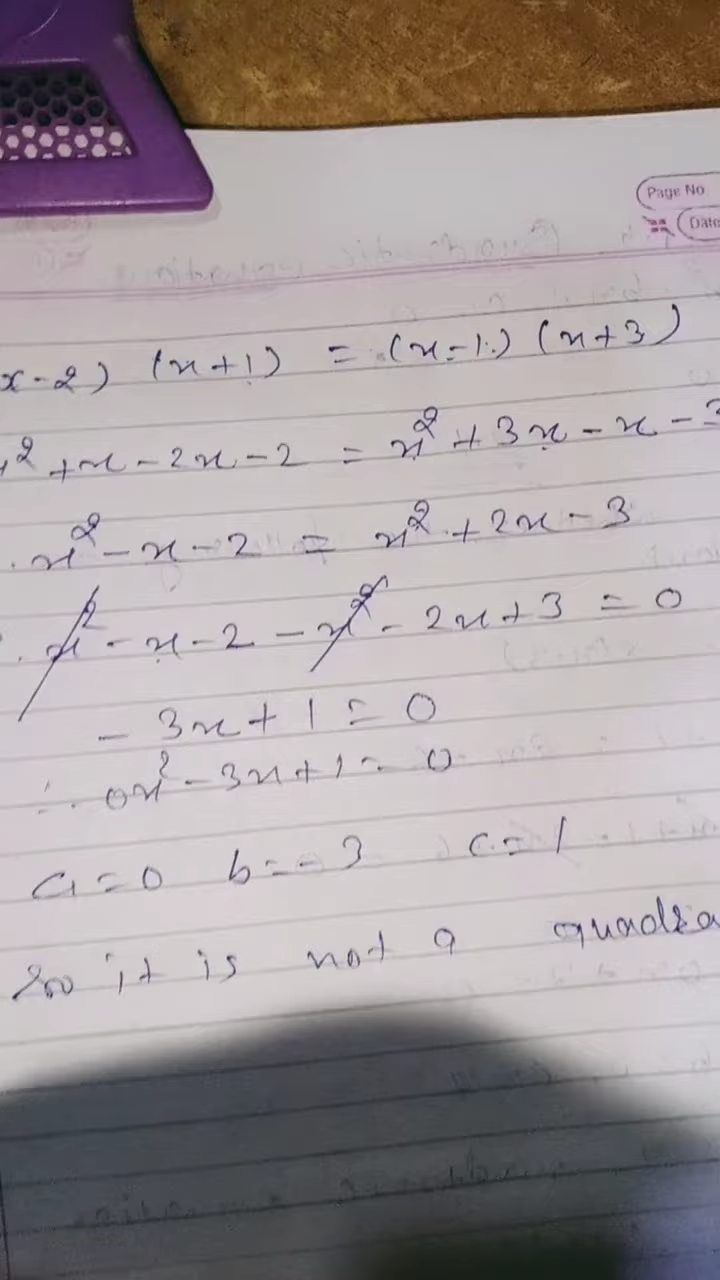 Page No
Date
x-2) (x+1) = (x-1) (x+3)
x² +x-2x-2 = x² +3x-x-3
x² -x-2 = x² +2x-3
x² -x-2-x² -2x+3 = 0
-3x+1=0
∴ 0x² -3x+1= 0
a=0 b=-3 c=1
So it is not a quadra